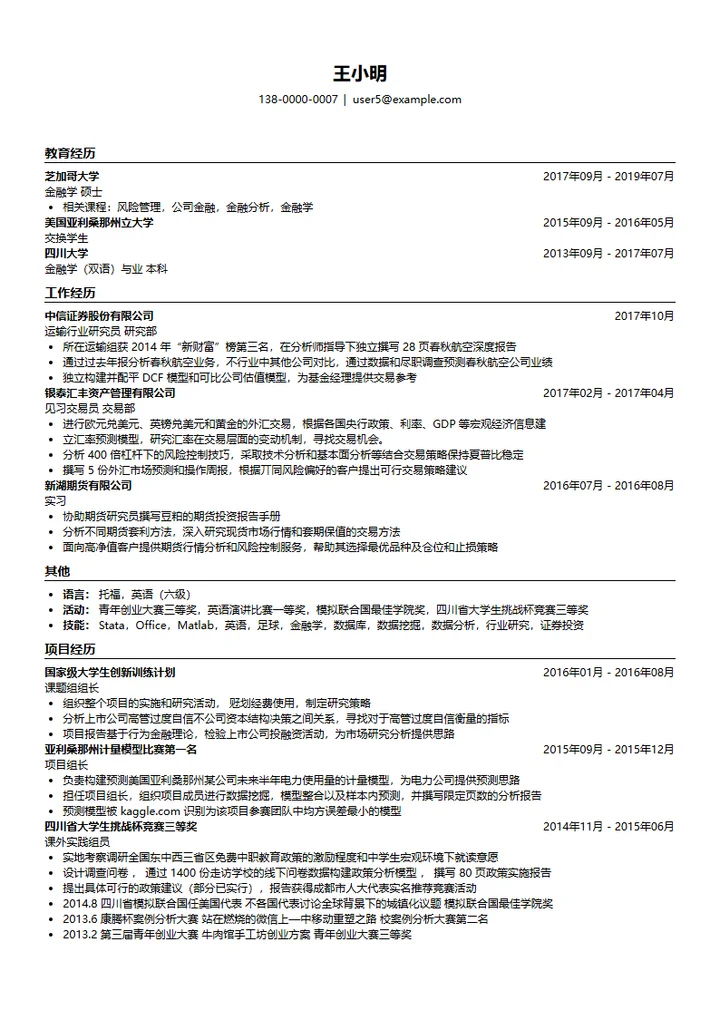 王小明
138-0000-0007 | user5@example.com
教育经历
芝加哥大学 2017年09月 - 2019年07月
金融学 硕士
• 相关课程：风险管理，公司金融，金融分析，金融学
美国亚利桑那州立大学 2015年09月 - 2016年05月
交换学生
四川大学 2013年09月 - 2017年07月
金融学（双语）与业 本科
工作经历
中信证券股份有限公司 2017年10月
运输行业研究员 研究部
• 所在运输组获 2014 年“新财富”榜第三名，在分析师指导下独立撰写 28 页春秋航空深度报告
• 通过过去年报分析春秋航空业务，不行业中其他公司对比，通过数据和尽职调查预测春秋航空公司业绩
• 独立构建并配平 DCF 模型和可比公司估值模型，为基金经理提供交易参考
银泰汇丰资产管理有限公司 2017年02月 - 2017年04月
见习交易员 交易部
• 进行欧元兑美元、英镑兑美元和黄金的外汇交易，根据各国央行政策、利率、GDP 等宏观经济信息建
• 立汇率预测模型，研究汇率在交易层面的变动机制，寻找交易机会。
• 分析 400 倍杠杆下的风险控制技巧，采取技术分析和基本面分析等结合交易策略保持夏普比稳定
• 撰写 5 份外汇市场预测和操作周报，根据丌同风险偏好的客户提出可行交易策略建议
新湖期货有限公司 2016年07月 - 2016年08月
实习
• 协助期货研究员撰写豆粕的期货投资报告手册
• 分析不同期货套利方法，深入研究现货市场行情和套期保值的交易方法
• 面向高净值客户提供期货行情分析和风险控制服务，帮助其选择最优品种及仓位和止损策略
其他
• 语言： 托福，英语（六级）
• 活动： 青年创业大赛三等奖，英语演讲比赛一等奖，模拟联合国最佳学院奖，四川省大学生挑战杯竞赛三等奖
• 技能： Stata，Office，Matlab，英语，足球，金融学，数据库，数据挖掘，数据分析，行业研究，证券投资
项目经历
国家级大学生创新训练计划 2016年01月 - 2016年08月
课题组组长
• 组织整个项目的实施和研究活动， 觃划经费使用，制定研究策略
• 分析上市公司高管过度自信不公司资本结构决策之间关系，寻找对于高管过度自信衡量的指标
• 项目报告基于行为金融理论，检验上市公司投融资活动，为市场研究分析提供思路
亚利桑那州计量模型比赛第一名 2015年09月 - 2015年12月
项目组长
• 负责构建预测美国亚利桑那州某公司未来半年电力使用量的计量模型，为电力公司提供预测思路
• 担任项目组长，组织项目成员进行数据挖掘，模型整合以及样本内预测，并撰写限定页数的分析报告
• 预测模型被 kaggle.com 识别为该项目参赛团队中均方误差最小的模型
四川省大学生挑战杯竞赛三等奖 2014年11月 - 2015年06月
课外实践组员
• 实地考察调研全国东中西三省区免费中职教育政策的激励程度和中学生宏观环境下就读意愿
• 设计调查问卷 ， 通过 1400 份走访学校的线下问卷数据构建政策分析模型 ， 撰写 80 页政策实施报告
• 提出具体可行的政策建议（部分已实行），报告获得成都市人大代表实名推荐竞赛活动
• 2014.8 四川省模拟联合国任美国代表 不各国代表讨论全球背景下的城镇化议题 模拟联合国最佳学院奖
• 2013.6 康腾杯案例分析大赛 站在燃烧的微信上—中移动重塑之路 校案例分析大赛第二名
• 2013.2 第三届青年创业大赛 牛肉馆手工坊创业方案 青年创业大赛三等奖